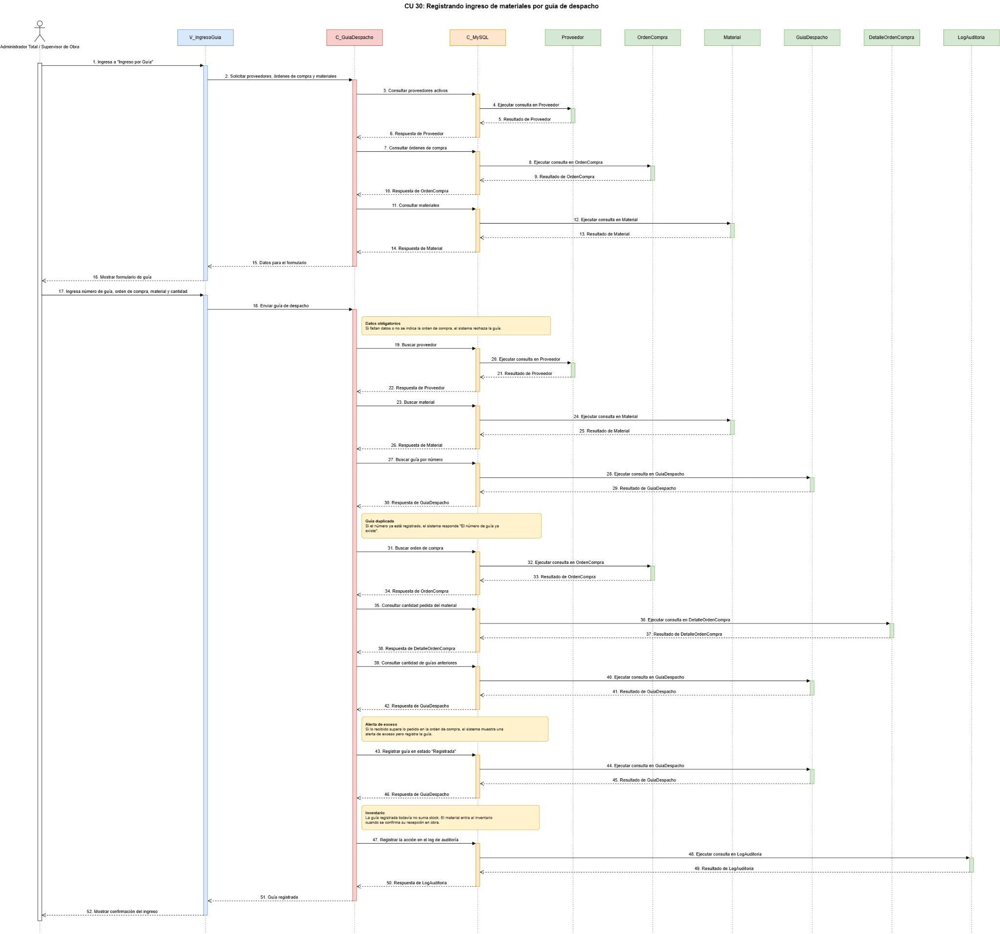 CU 30: Registrando ingreso de materiales por guía de despacho
Administrador Total / Supervisor de Obra
V_IngresoGuia
C_GuiaDespacho
C_MySQL
Proveedor
OrdenCompra
Material
GuiaDespacho
DetalleOrdenCompra
LogAuditoria
1. Ingresa a "Ingreso por Guía"
2. Solicitar proveedores, órdenes de compra y materiales
3. Consultar proveedores activos
4. Ejecutar consulta en Proveedor
5. Resultado de Proveedor
6. Respuesta de Proveedor
7. Consultar órdenes de compra
8. Ejecutar consulta en OrdenCompra
9. Resultado de OrdenCompra
10. Respuesta de OrdenCompra
11. Consultar materiales
12. Ejecutar consulta en Material
13. Resultado de Material
14. Respuesta de Material
15. Datos para el formulario
16. Mostrar formulario de guía
17. Ingresa número de guía, orden de compra, material y cantidad
18. Enviar guía de despacho
Datos obligatorios
Si faltan datos o no se indica la orden de compra, el sistema rechaza la guía.
19. Buscar proveedor
20. Ejecutar consulta en Proveedor
21. Resultado de Proveedor
22. Respuesta de Proveedor
23. Buscar material
24. Ejecutar consulta en Material
25. Resultado de Material
26. Respuesta de Material
27. Buscar guía por número
28. Ejecutar consulta en GuiaDespacho
29. Resultado de GuiaDespacho
30. Respuesta de GuiaDespacho
Guía duplicada
Si el número ya está registrado, el sistema responde "El número de guía ya
existe".
31. Buscar orden de compra
32. Ejecutar consulta en OrdenCompra
33. Resultado de OrdenCompra
34. Respuesta de OrdenCompra
35. Consultar cantidad pedida del material
36. Ejecutar consulta en DetalleOrdenCompra
37. Resultado de DetalleOrdenCompra
38. Respuesta de DetalleOrdenCompra
39. Consultar cantidad de guías anteriores
40. Ejecutar consulta en GuiaDespacho
41. Resultado de GuiaDespacho
42. Respuesta de GuiaDespacho
Alerta de exceso
Si lo recibido supera lo pedido en la orden de compra, el sistema muestra una
alerta de exceso pero registra la guía.
43. Registrar guía en estado "Registrada"
44. Ejecutar consulta en GuiaDespacho
45. Resultado de GuiaDespacho
46. Respuesta de GuiaDespacho
Inventario
La guía registrada todavía no suma stock. El material entra al inventario
cuando se confirma su recepción en obra.
47. Registrar la acción en el log de auditoría
48. Ejecutar consulta en LogAuditoria
49. Resultado de LogAuditoria
50. Respuesta de LogAuditoria
51. Guía registrada
52. Mostrar confirmación del ingreso